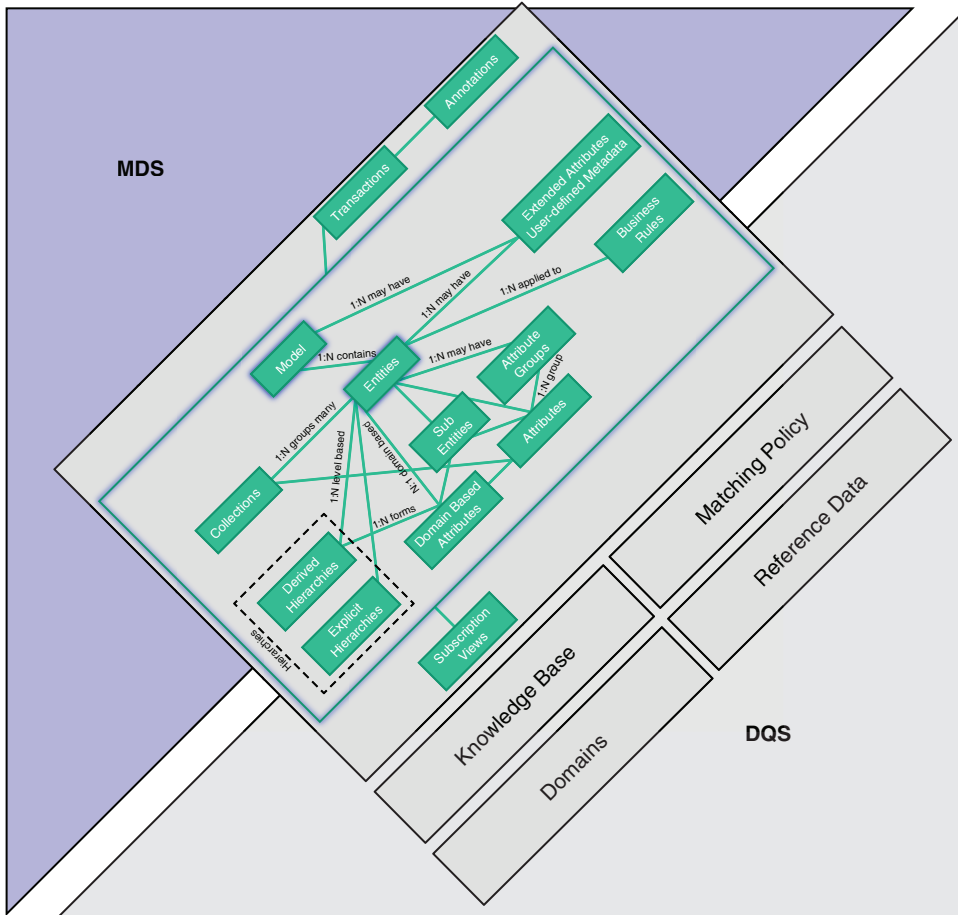 MDS
Annotations
Transactions
Extended Attributes
User-defined Metadata
Business
Rules
1:N may have
1:N may have
1:N applied to
Model
1:N contains
Entities
1:N may have
Attribute
Groups
1:N group
Attributes
Sub
Entities
1:N groups many
1:N level based
N:1 domain based
Collections
1:N forms
Domain Based
Attributes
Derived
Hierarchies
Explicit
Hierarchies
Hierarchies
Subscription
Views
Matching Policy
Reference Data
Knowledge Base
Domains
DQS